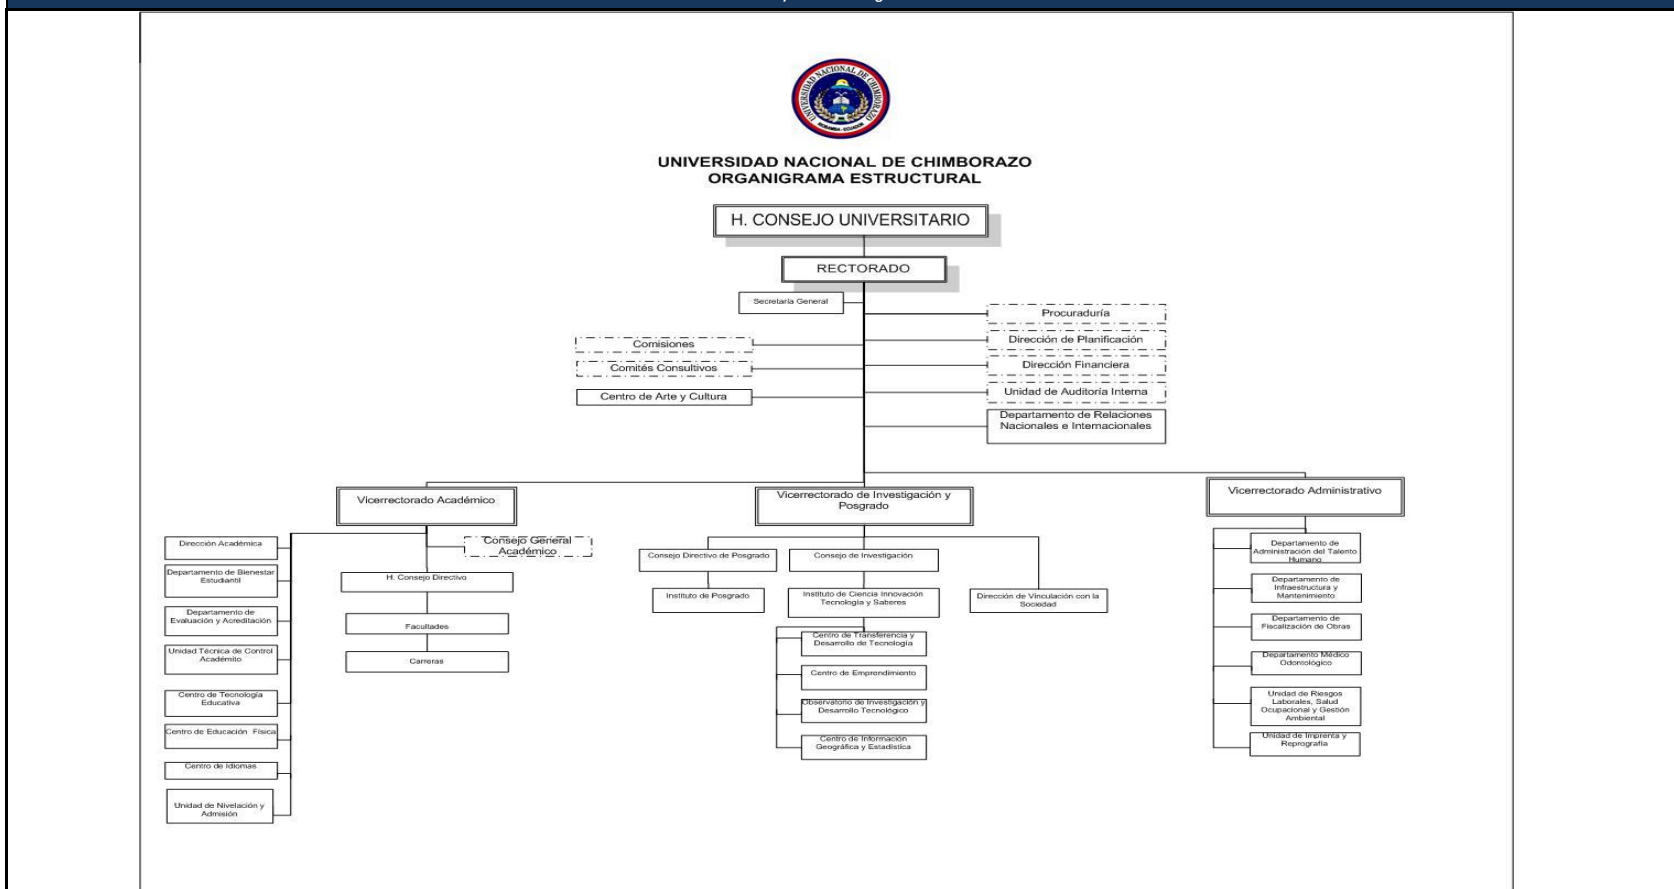 UNIVERSIDAD NACIONAL DE CHIMBORAZO
RIOBAMBA - ECUADOR
UNIVERSIDAD NACIONAL DE CHIMBORAZO
ORGANIGRAMA ESTRUCTURAL
H. CONSEJO UNIVERSITARIO
RECTORADO
Secretaría General
Procuraduría
Comisiones
Dirección de Planificación
Comités Consultivos
Dirección Financiera
Centro de Arte y Cultura
Unidad de Auditoría Interna
Departamento de Relaciones
Nacionales e Internacionales
Vicerrectorado Académico
Vicerrectorado de Investigación y
Posgrado
Vicerrectorado Administrativo
Dirección Académica
Departamento de Bienestar
Estudiantil
Departamento de
Evaluación y Acreditación
Unidad Técnica de Control
Académito
Centro de Tecnología
Educativa
Centro de Educación Física
Centro de Idiomas
Unidad de Nivelación y
Admisión
Consejo General
Académico
H. Consejo Directivo
Facultades
Carreras
Consejo Directivo de Posgrado
Instituto de Posgrado
Consejo de Investigación
Instituto de Ciencia Innovación
Tecnología y Saberes
Centro de Transferencia y
Desarrollo de Tecnología
Centro de Emprendimiento
Observatorio de Investigación y
Desarrollo Tecnológico
Centro de Información
Geográfica y Estadística
Dirección de Vinculación con la
Sociedad
Departamento de
Administración del Talento
Humano
Departamento de
Infraestructura y
Mantenimiento
Departamento de
Fiscalización de Obras
Departamento Médico
Odontológico
Unidad de Riesgos
Laborales, Salud
Ocupacional y Gestión
Ambiental
Unidad de Imprenta y
Reprografía